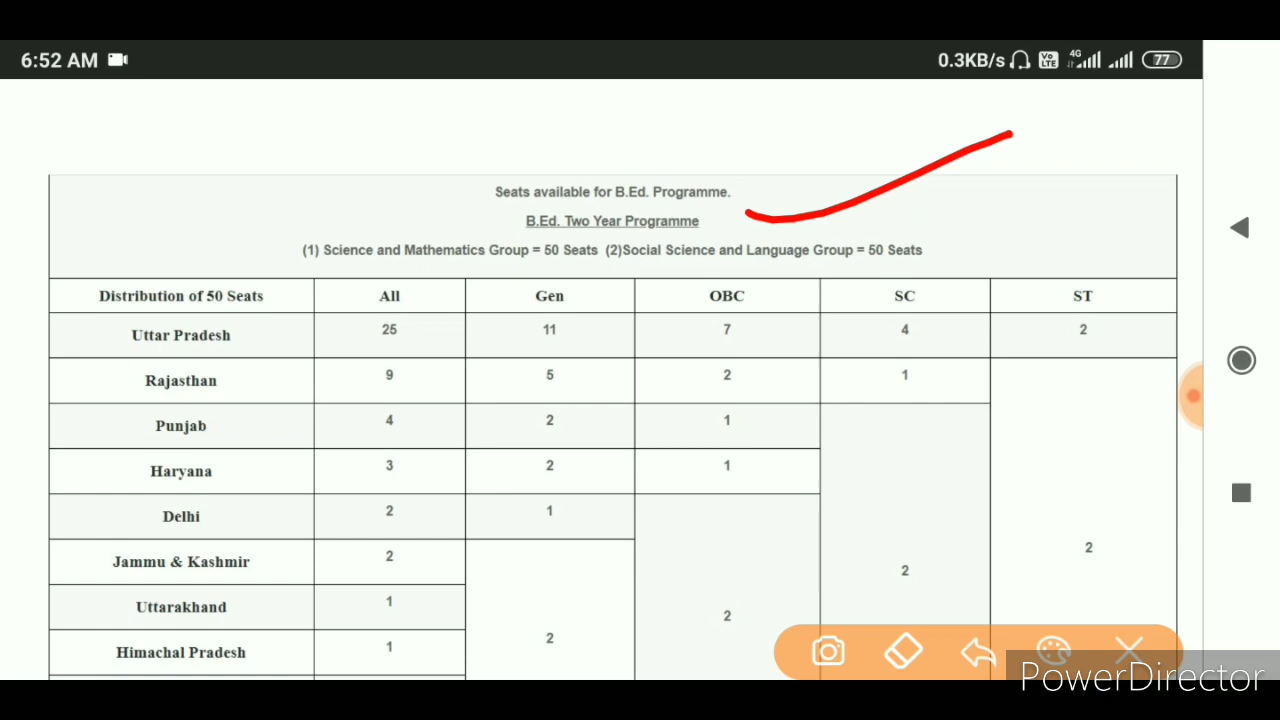 6:52 AM 0.3KB/s Vo LTE 4G 77
Seats available for B.Ed. Programme.
B.Ed. Two Year Programme
(1) Science and Mathematics Group = 50 Seats (2)Social Science and Language Group = 50 Seats
Distribution of 50 Seats All Gen OBC SC ST
Uttar Pradesh 25 11 7 4 2
Rajasthan 9 5 2 1
Punjab 4 2 1
Haryana 3 2 1
Delhi 2 1
Jammu & Kashmir 2 2
Uttarakhand 1 2 2
Himachal Pradesh 1 2
PowerDirector